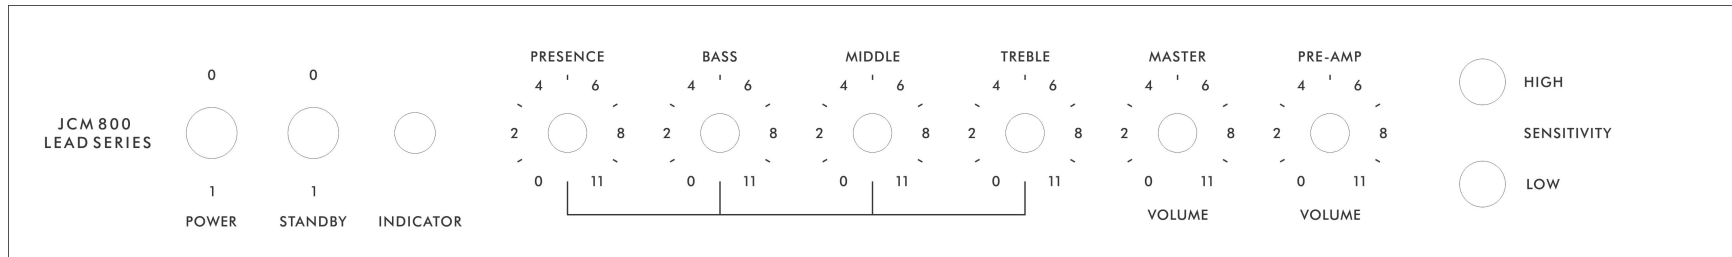 JCM 800
LEAD SERIES
0
1
POWER
0
1
STANDBY
INDICATOR
PRESENCE
4 6
2 8
0 11
BASS
4 6
2 8
0 11
MIDDLE
4 6
2 8
0 11
TREBLE
4 6
2 8
0 11
MASTER
4 6
2 8
0 11
VOLUME
PRE-AMP
4 6
2 8
0 11
VOLUME
HIGH
SENSITIVITY
LOW